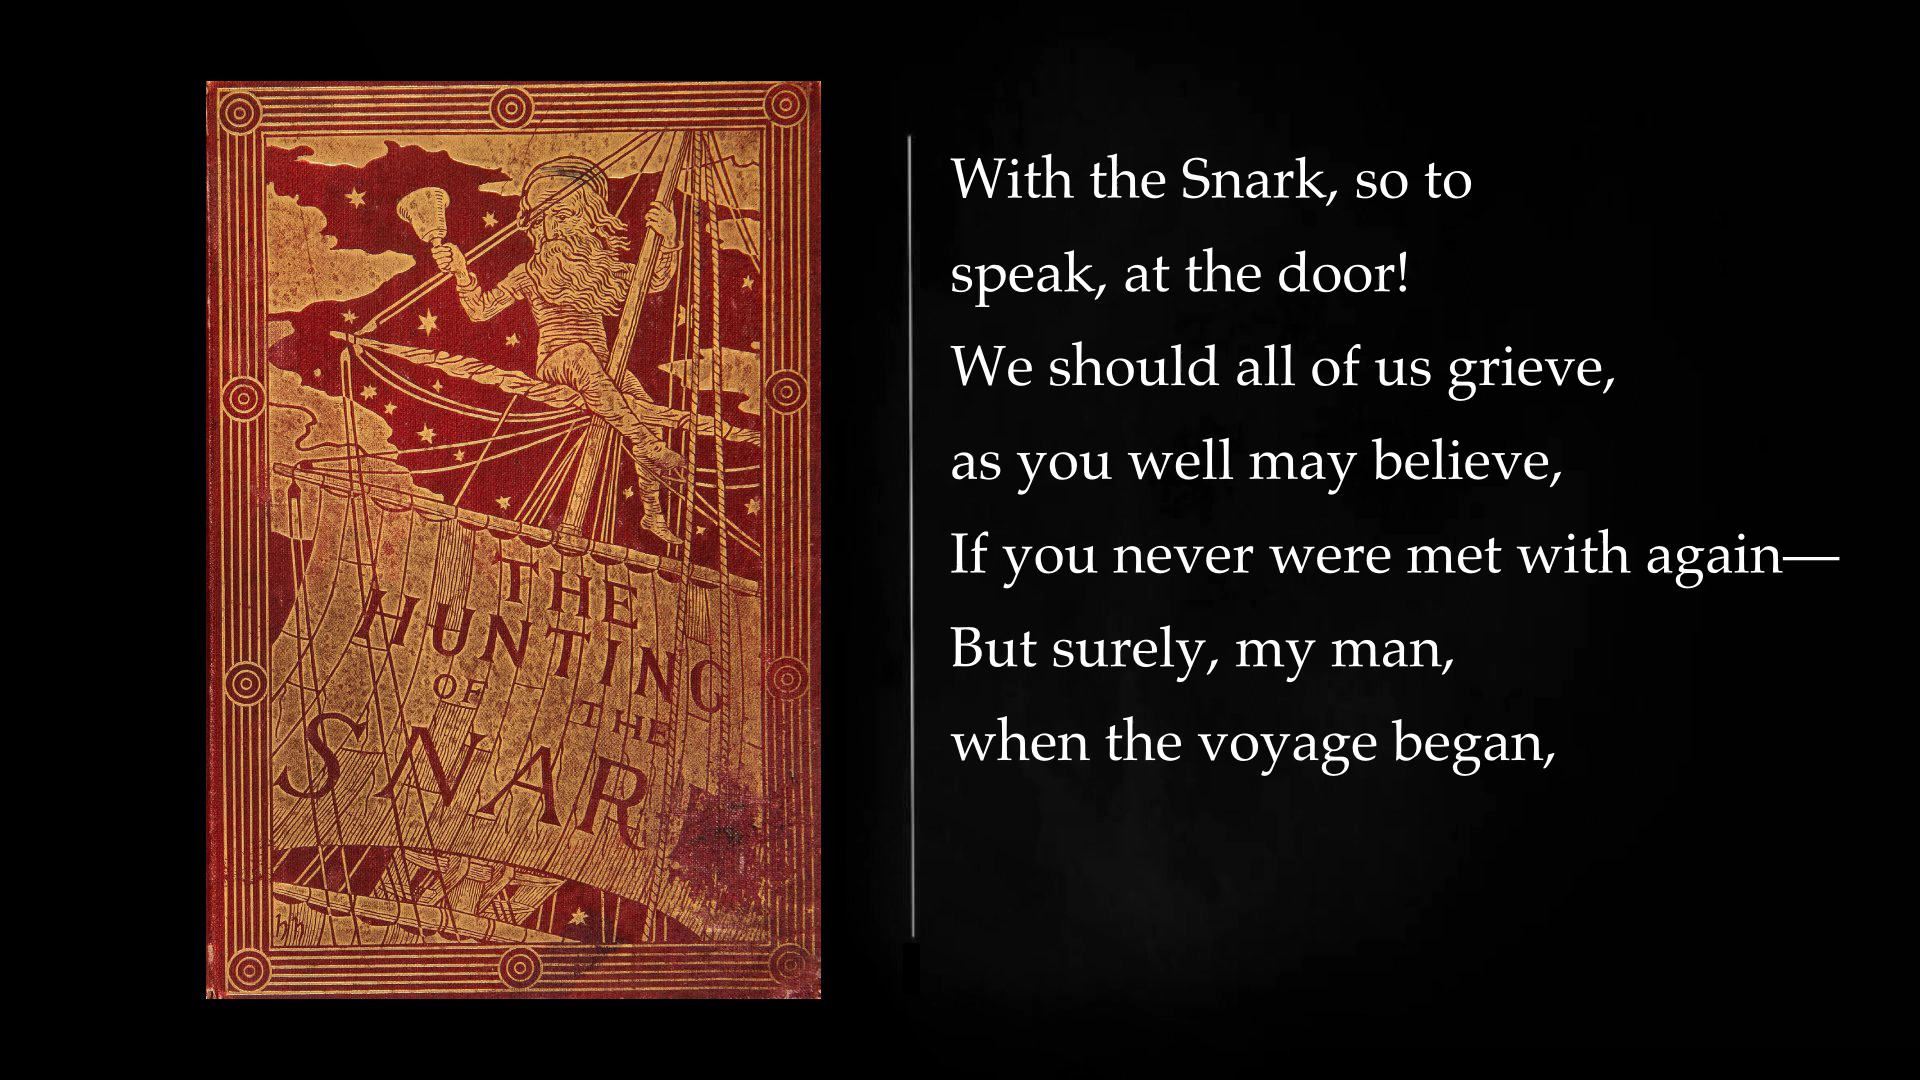 THE
HUNTING
OF THE
SNAR
With the Snark, so to
speak, at the door!
We should all of us grieve,
as you well may believe,
If you never were met with again—
But surely, my man,
when the voyage began,